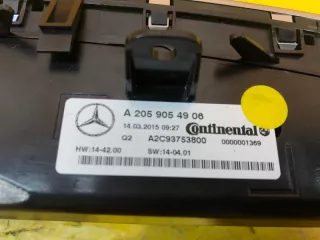 A 205 905 49 06
14.03.2015 09:27 Continental
Q2 A2C93753800 0000001369
HW:14-42.00 SW:14-04.01